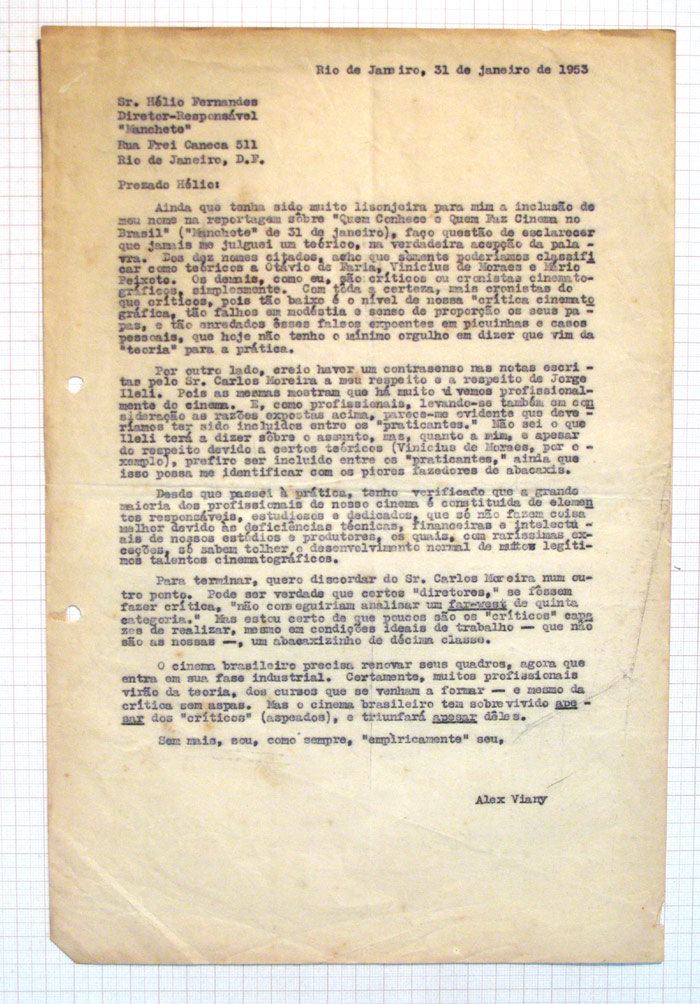 Rio de Janeiro, 31 de janeiro de 1953
Sr. Hélio Fernandes
Diretor-Responsável
"Manchete"
Rua Frei Caneca 511
Rio de Janeiro, D.F.
Prezado Hélio:
Ainda que tenha sido muito lisonjeira para mim a inclusão de
meu nome na reportagem sôbre "Quem Conhece o Quem Faz Cinema no
Brasil" ("Manchete" de 31 de janeiro), faço questão de esclarecer
que jamais me julguei um teórico, na verdadeira acepção da pala -
vra. Dos dez nomes citados, acho que sòmente poderíamos classifi
car como teóricos a Otávio de Faria, Vinicius de Moraes e Mário
Peixoto. Os demais, como eu, são críticos ou cronistas cinemato-
gráficos, simplesmente. Com tôda a certeza, mais cronistas do
que críticos, pois tão baixo é o nível de nossa "crítica cinemato
gráfica, tão falhos em modéstia e senso de proporção os seus pa-
pas, e tão enredados êsses falsos expoentes em picuinhas e casos
pessoais, que hoje não tenho o mínimo orgulho em dizer que vim da
"teoria" para a prática.
Por outro lado, creio haver um contrasenso nas notas escri-
tas pelo Sr. Carlos Moreira a meu respeito e a respeito de Jorge
Ileli. Pois as mesmas mostram que há muito vivemos profissional-
mente do cinema. E, como profissionais, levando-se também em con
sideração as razões expostas acima, parece-me evidente que deve-
ríamos ter sido incluidos entre os "praticantes." Não sei o que
Ileli terá a dizer sôbre o assunto, mas, quanto a mim, e apesar
do respeito devido a certos teóricos (Vinicius de Moraes, por e -
xemplo), prefiro ser incluido entre os "praticantes," ainda que
isso possa me identificar com os piores fazedores de abacaxis.
Desde que passei à prática, tenho verificado que a grande
maioria dos profissionais de nosso cinema é constituida de elemen
tos responsáveis, estudiosos e dedicados, que só não fazem coisa
melhor devido às deficiências técnicas, financeiras e intelectu -
ais de nossos estúdios e produtores, os quais, com raríssimas ex-
ceções, só sabem tolher o desenvolvimento normal de muitos legíti-
mos talentos cinematográficos.
Para terminar, quero discordar do Sr. Carlos Moreira num ou-
tro ponto. Pode ser verdade que certos "diretores," se fossem
fazer crítica, "não conseguiriam analisar um far-west de quinta
categoria." Mas estou certo de que poucos são os "críticos" capa
zes de realizar, mesmo em condições ideais de trabalho — que não
são as nossas —, um abacaxizinho de décima classe.
O cinema brasileiro precisa renovar seus quadros, agora que
entra em sua fase industrial. Certamente, muitos profissionais
virão da teoria, dos cursos que se venham a formar — e mesmo da
crítica sem aspas. Mas o cinema brasileiro tem sobrevivido ape -
sar dos "críticos" (aspeados), e triunfará apesar dêles.
Sem mais, sou, como sempre, "empìricamente" seu,
Alex Viany